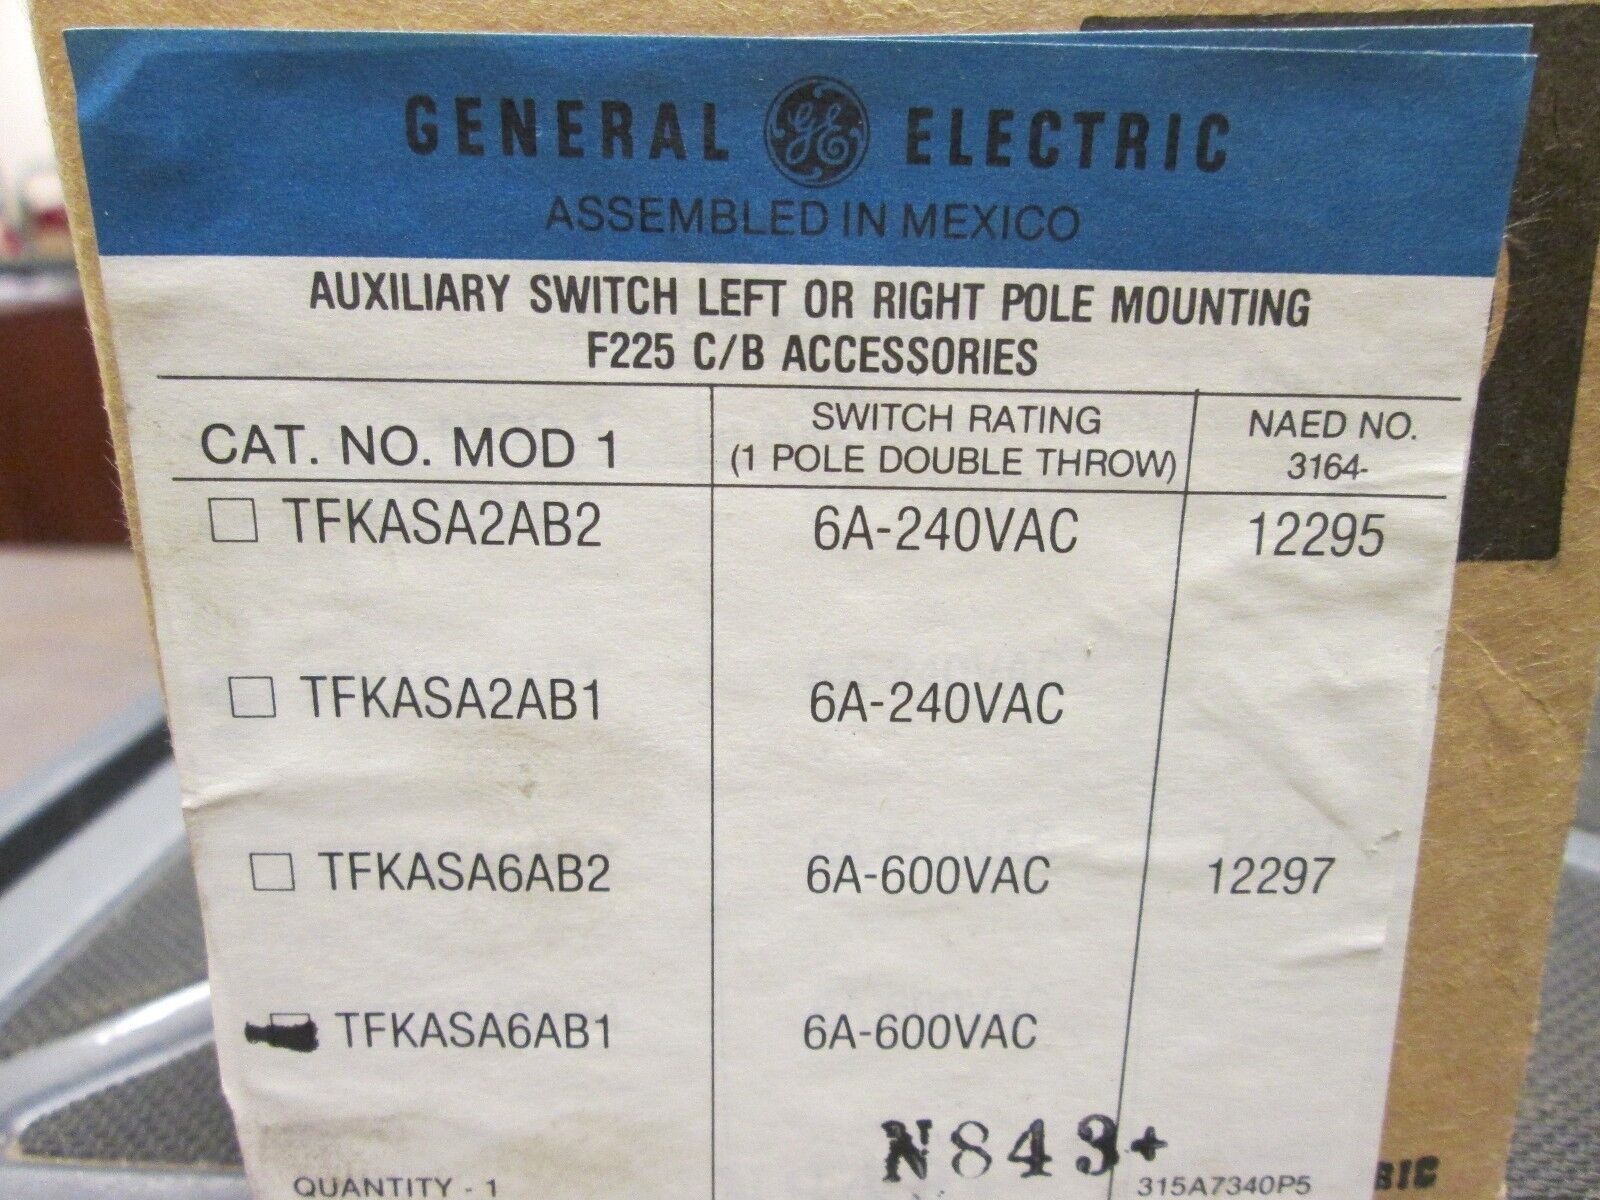 GENERAL GE ELECTRIC
ASSEMBLED IN MEXICO
AUXILIARY SWITCH LEFT OR RIGHT POLE MOUNTING
F225 C/B ACCESSORIES
CAT. NO. MOD 1 SWITCH RATING (1 POLE DOUBLE THROW) NAED NO. 3164-
TFKASA2AB2 6A-240VAC 12295
TFKASA2AB1 6A-240VAC
TFKASA6AB2 6A-600VAC 12297
TFKASA6AB1 6A-600VAC
N843+
QUANTITY - 1 315A7340P5